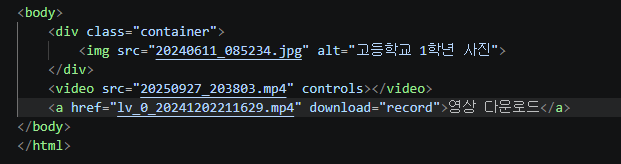 <body>
<div class="container">
<img src="20240611_085234.jpg" alt="고등학교 1학년 사진">
</div>
<video src="20250927_203803.mp4" controls></video>
<a href="lv_0_20241202211629.mp4" download="record">영상 다운로드</a>
</body>
</html>